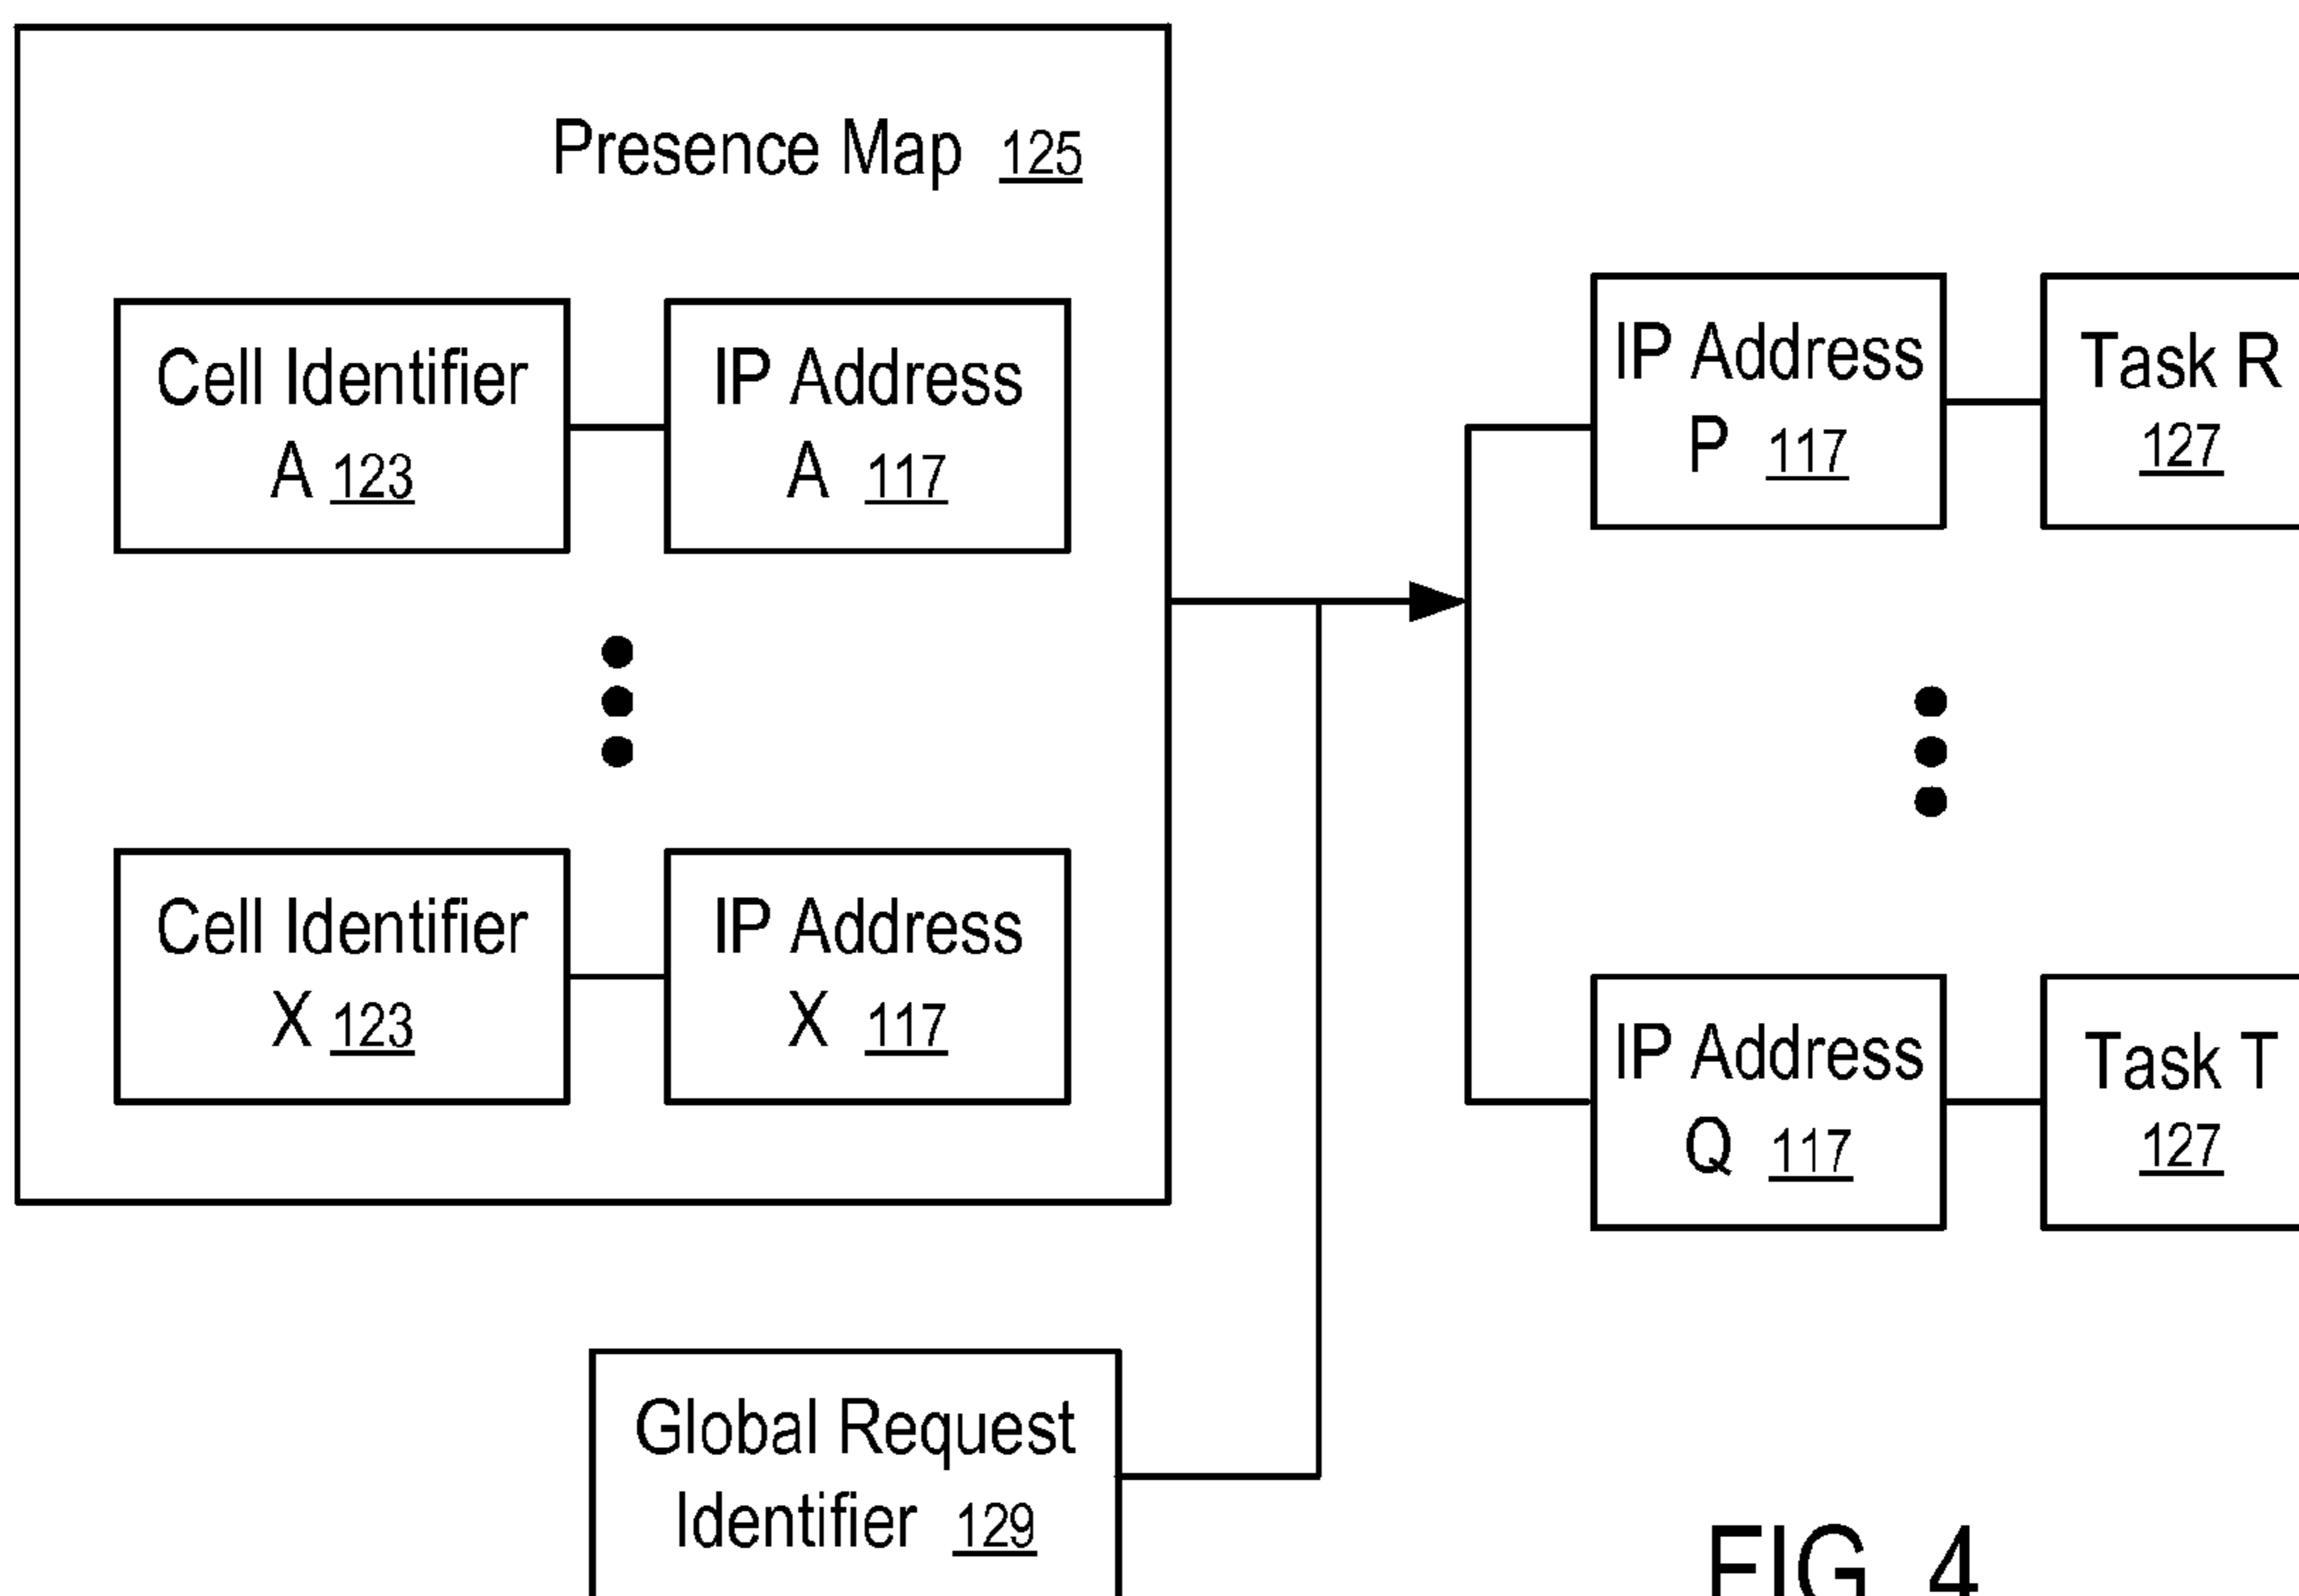 Presence Map 125
Cell Identifier
A 123
IP Address
A 117
Cell Identifier
X 123
IP Address
X 117
IP Address
P 117
Task R
127
IP Address
Q 117
Task T
127
Global Request
Identifier 129
FIG. 4